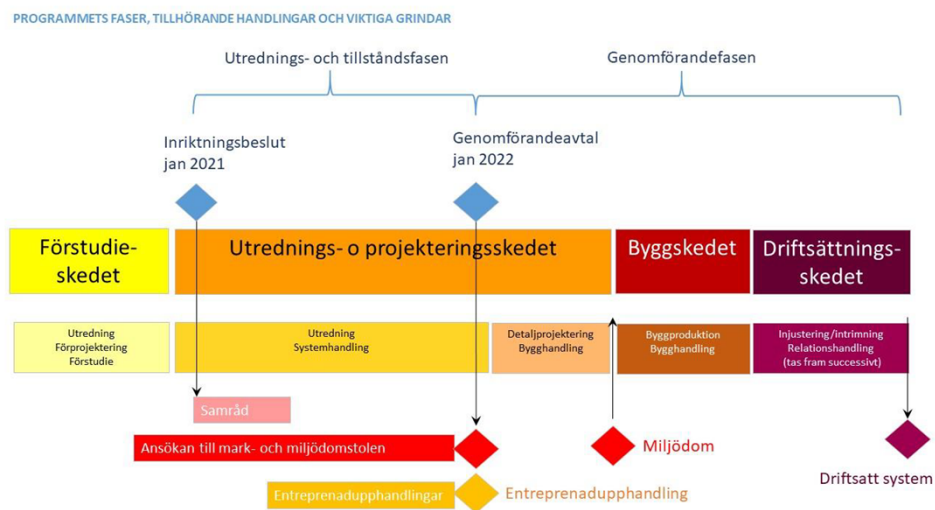 PROGRAMMETS FASER, TILLHÖRANDE HANDLINGAR OCH VIKTIGA GRINDAR
Utrednings- och tillståndsfasen
Genomförandefasen
Inriktningsbeslut
jan 2021
Genomförandeavtal
jan 2022
Förstudie-
skedet
Utrednings- o projekteringsskedet
Byggskedet
Driftsättnings-
skedet
Utredning
Förprojektering
Förstudie
Utredning
Systemhandling
Detaljprojektering
Bygghandling
Byggproduktion
Bygghandling
Injustering/intrimning
Relationshandling
(tas fram successivt)
Samråd
Ansökan till mark- och miljödomstolen
Miljödom
Driftsatt system
Entreprenadupphandlingar
Entreprenadupphandling